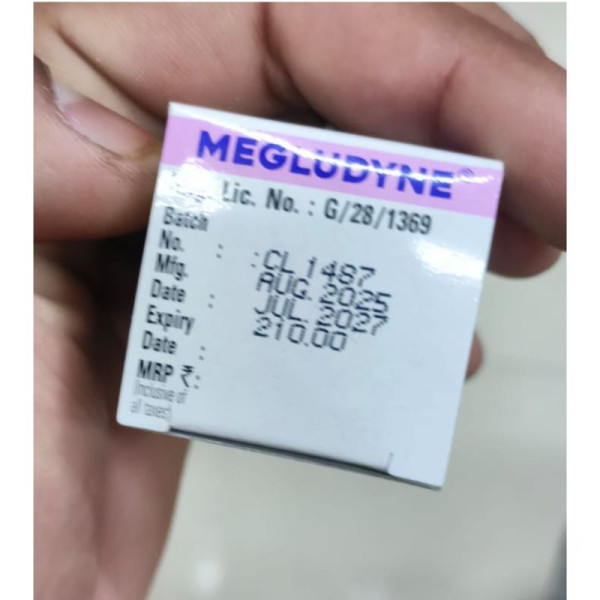 MEGLUDYNE®
Lic. No. : G/28/1369
Batch
No. : : CL 1487
Mfg.
Date : AUG. 2025
Expiry
Date : JUL. 2027
MRP ₹: 210.00
(Inclusive of
all taxes)